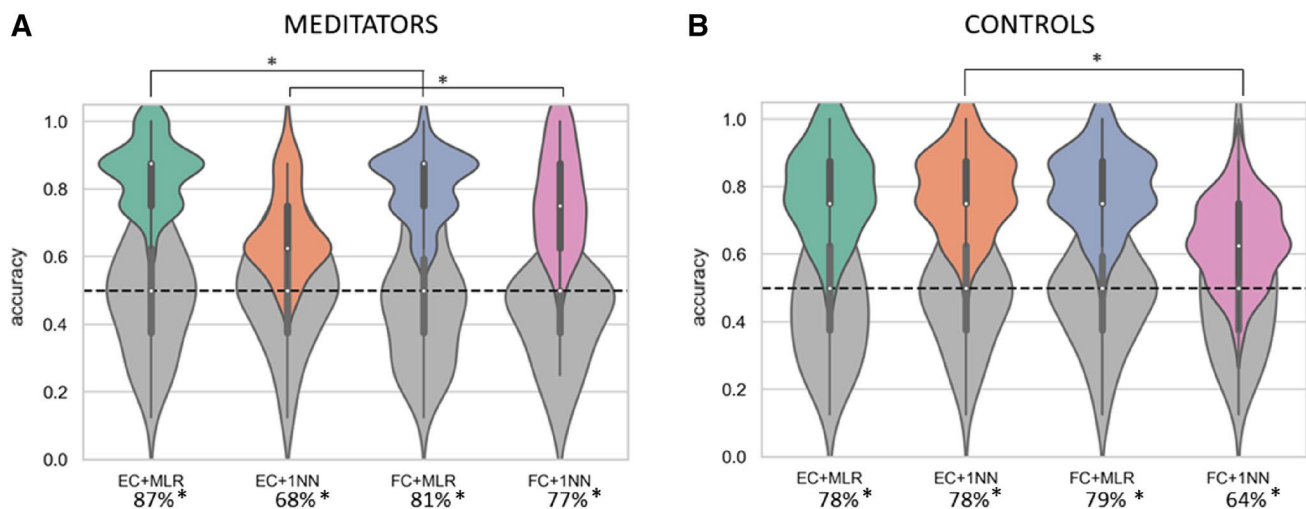 A
MEDITATORS
*
*
accuracy
1.0
0.8
0.6
0.4
0.2
0.0
EC+MLR
87% *
EC+1NN
68% *
FC+MLR
81% *
FC+1NN
77% *
B
CONTROLS
*
accuracy
1.0
0.8
0.6
0.4
0.2
0.0
EC+MLR
78% *
EC+1NN
78% *
FC+MLR
79% *
FC+1NN
64% *